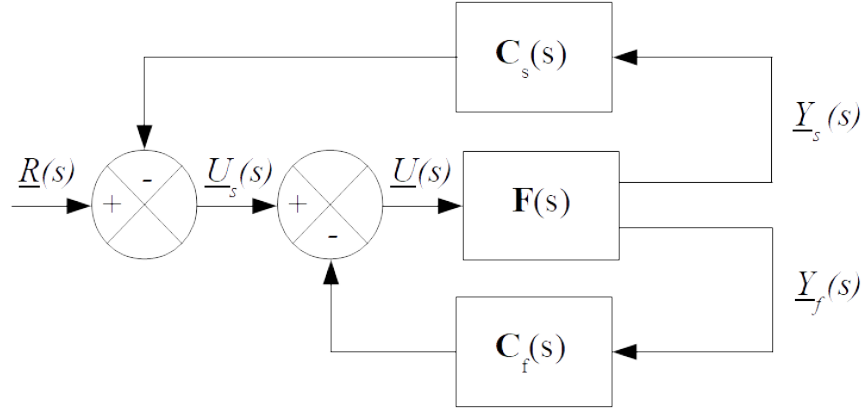 C_s(s)
Y_s(s)
R(s)
U_s(s)
U(s)
+
-
+
-
F(s)
Y_f(s)
C_f(s)